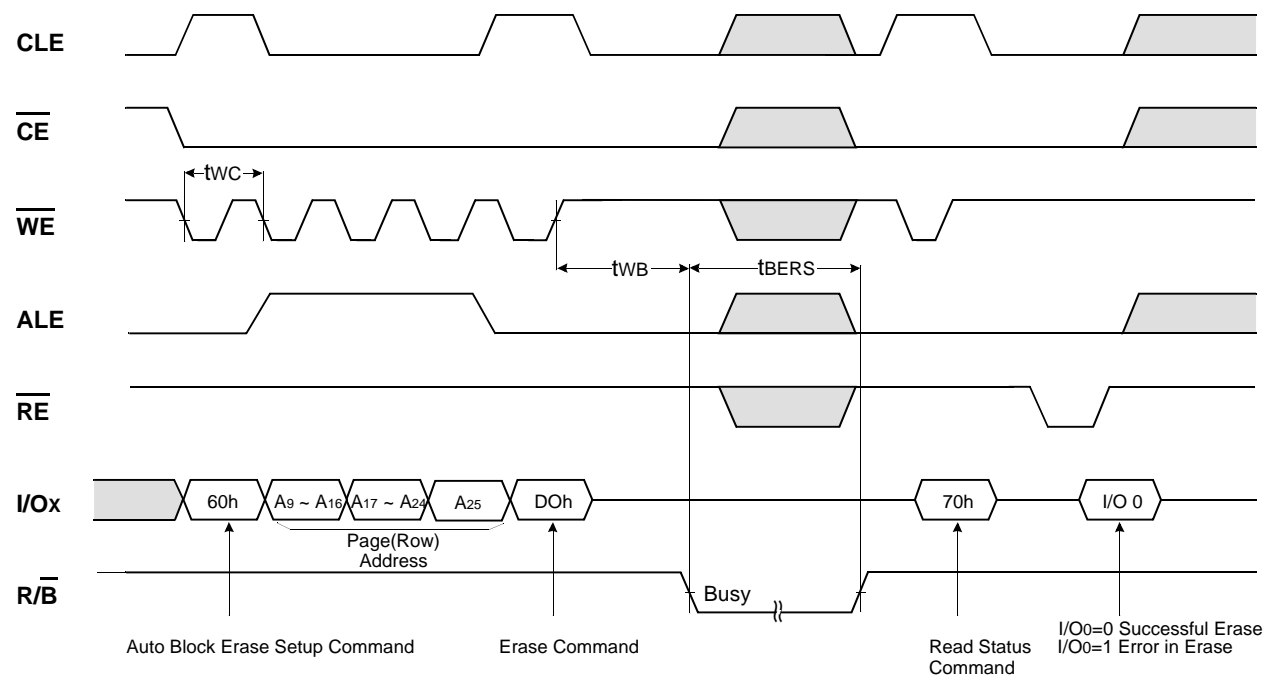 CLE
CE
tWC
WE
tWB
tBERS
ALE
RE
I/Ox
60h
A9 ~ A16
A17 ~ A24
A25
DOh
70h
I/O 0
Page(Row)
Address
R/B
Busy
Auto Block Erase Setup Command
Erase Command
Read Status
Command
I/O0=0 Successful Erase
I/O0=1 Error in Erase